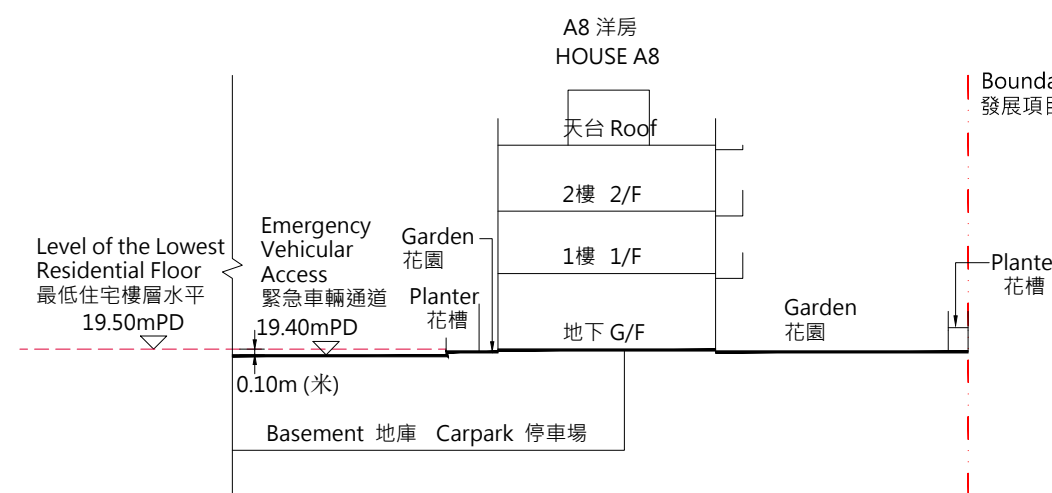 A8 洋房
HOUSE A8
Bounda
發展項目
天台 Roof
2樓 2/F
Emergency
Vehicular
Access
緊急車輛通道
19.40mPD
Level of the Lowest
Residential Floor
最低住宅樓層水平
19.50mPD
Garden
花園
1樓 1/F
Planter
花槽
Plante
花槽
Garden
花園
地下 G/F
0.10m (米)
Basement 地庫 Carpark 停車場